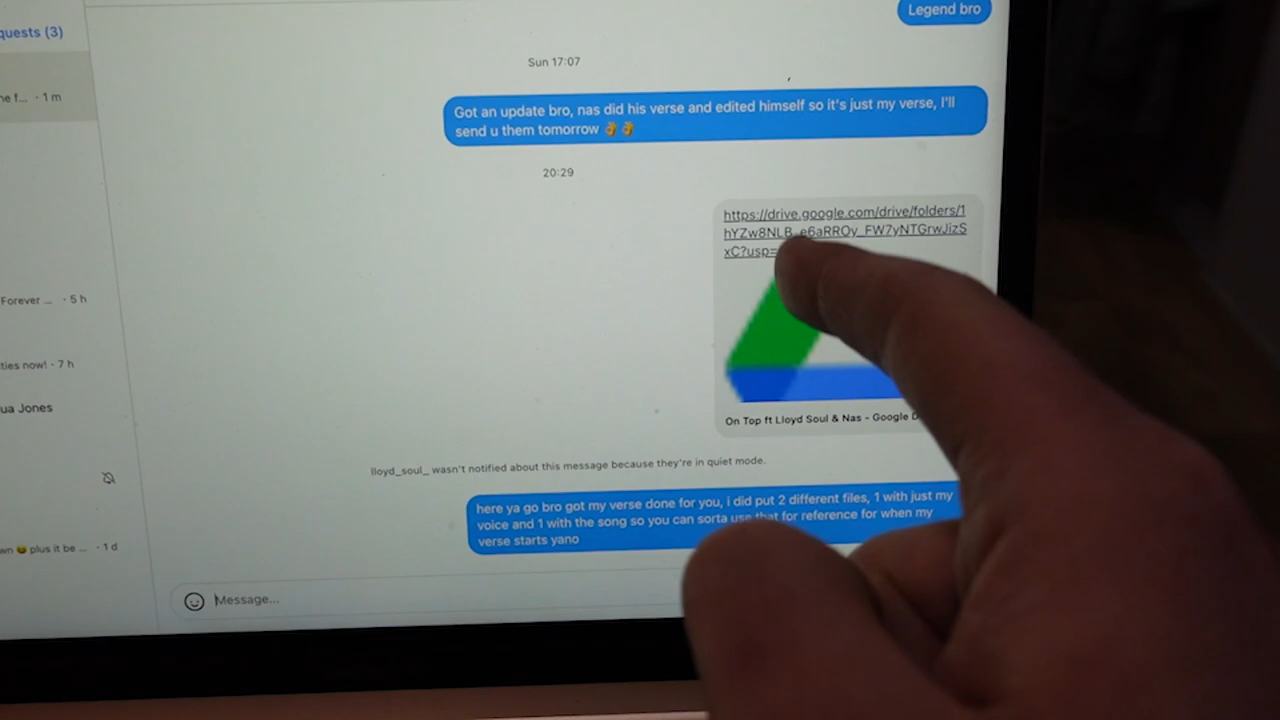 quests (3)
Legend bro
Sun 17:07
ne f... · 1 m
Got an update bro, nas did his verse and edited himself so it's just my verse, I'll
send u them tomorrow 👌👌
20:29
https://drive.google.com/drive/folders/1
hYZw8NLB_e6aRROy_FW7yNTGrwJizS
xC?usp=
Forever ... · 5 h
ties now! · 7 h
ua Jones
On Top ft Lloyd Soul & Nas - Google D
lloyd_soul_ wasn't notified about this message because they're in quiet mode.
here ya go bro got my verse done for you, i did put 2 different files, 1 with just my
voice and 1 with the song so you can sorta use that for reference for when my
verse starts yano
wn 😆 plus it be ... · 1 d
Message...